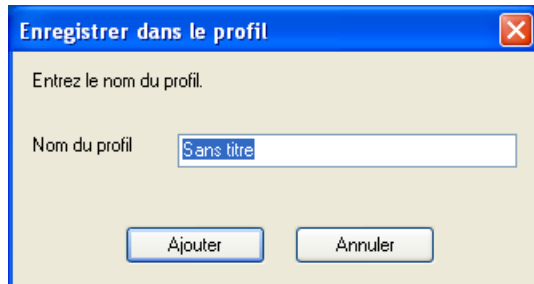 Enregistrer dans le profil
Entrez le nom du profil.
Nom du profil Sans titre
Ajouter Annuler